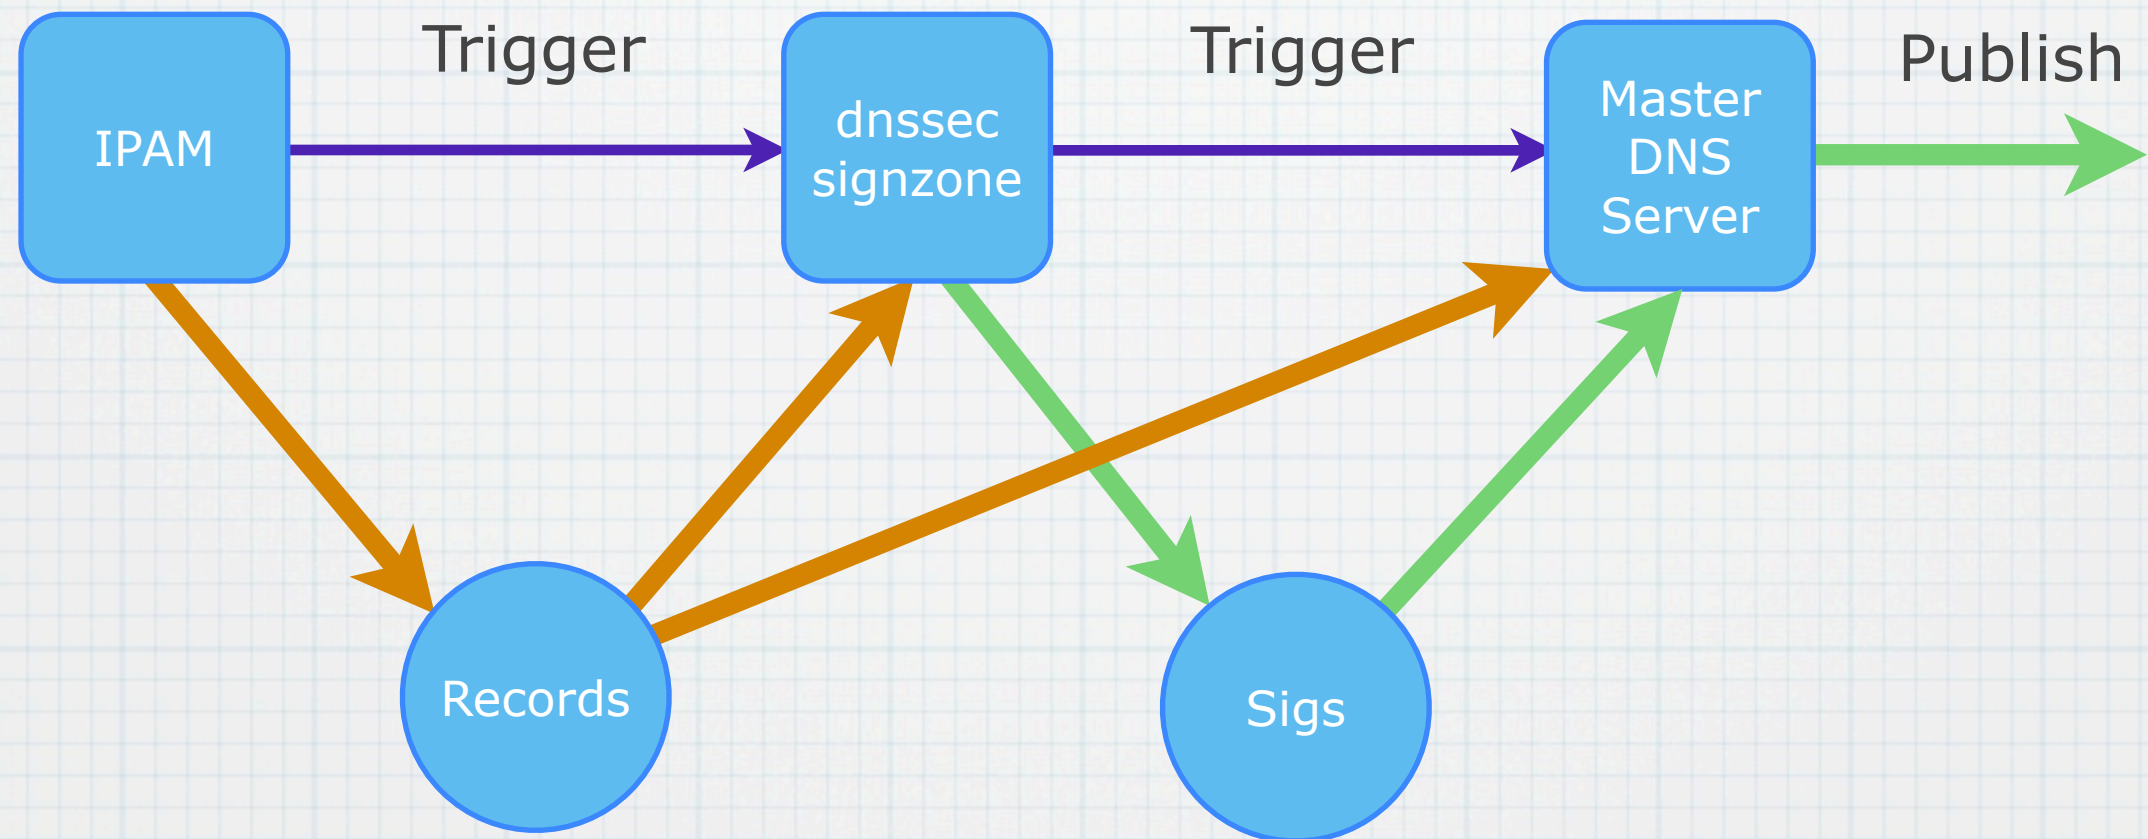 Trigger
Trigger
Publish
IPAM
dnssec
signzone
Master
DNS
Server
Records
Sigs